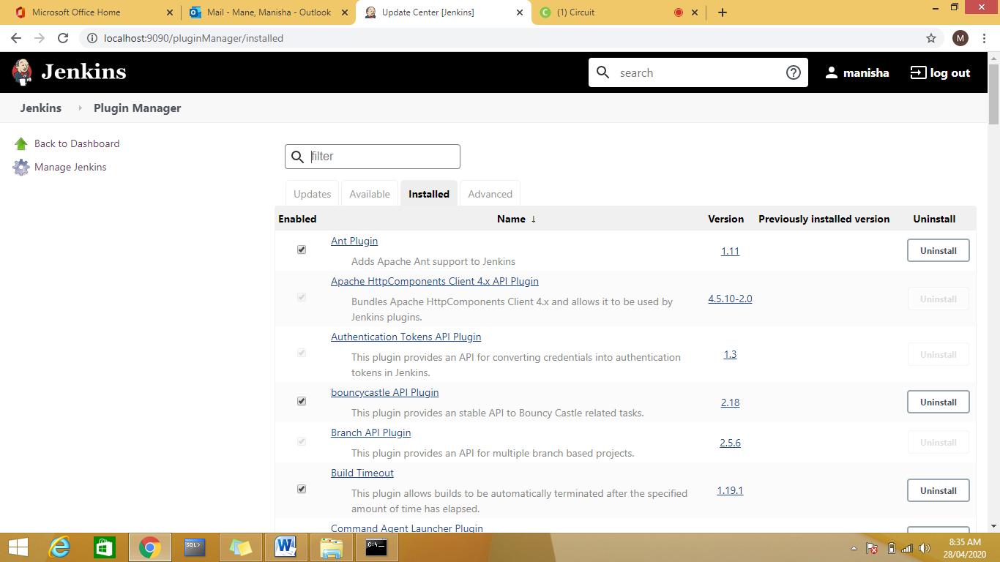 Microsoft Office Home
Mail - Mane, Manisha - Outlook
Update Center [Jenkins]
(1) Circuit
localhost:9090/pluginManager/installed
M
Jenkins
search
manisha
log out
Jenkins
Plugin Manager
Back to Dashboard
Manage Jenkins
filter
Updates
Available
Installed
Advanced
Enabled
Name ↓
Version
Previously installed version
Uninstall
Ant Plugin
Adds Apache Ant support to Jenkins
1.11
Uninstall
Apache HttpComponents Client 4.x API Plugin
Bundles Apache HttpComponents Client 4.x and allows it to be used by
Jenkins plugins.
4.5.10-2.0
Uninstall
Authentication Tokens API Plugin
This plugin provides an API for converting credentials into authentication
tokens in Jenkins.
1.3
Uninstall
bouncycastle API Plugin
This plugin provides an stable API to Bouncy Castle related tasks.
2.18
Uninstall
Branch API Plugin
This plugin provides an API for multiple branch based projects.
2.5.6
Uninstall
Build Timeout
This plugin allows builds to be automatically terminated after the specified
amount of time has elapsed.
1.19.1
Uninstall
Command Agent Launcher Plugin
SQL>
8:35 AM
28/04/2020